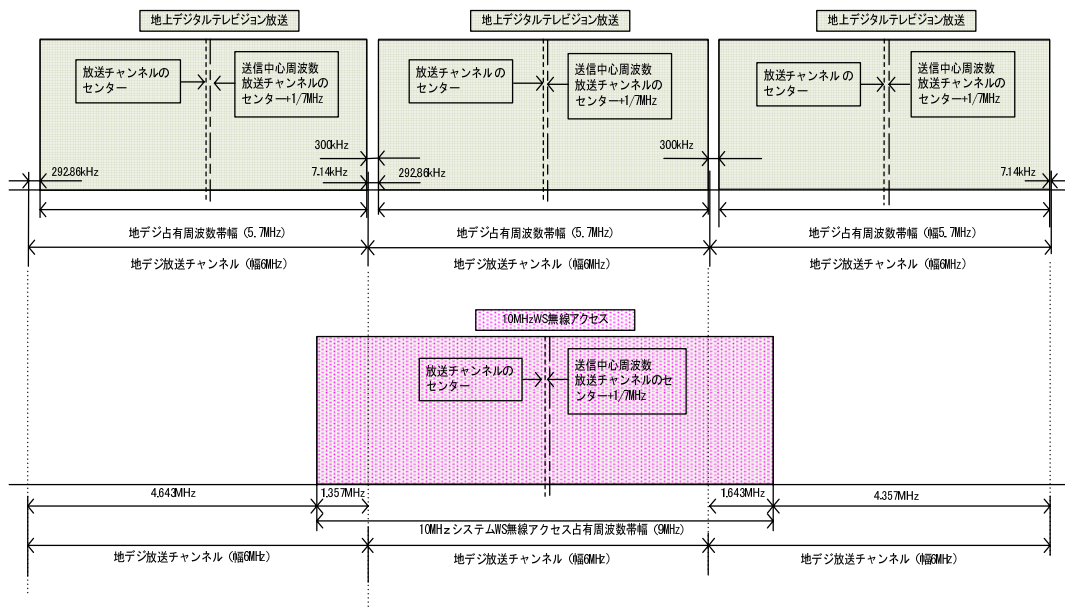 地上デジタルテレビジョン放送
地上デジタルテレビジョン放送
地上デジタルテレビジョン放送
放送チャンネルの
センター
送信中心周波数
放送チャンネルの
センター+1/7MHz
放送チャンネルの
センター
送信中心周波数
放送チャンネルの
センター+1/7MHz
放送チャンネルの
センター
送信中心周波数
放送チャンネルの
センター+1/7MHz
300kHz
300kHz
292.86kHz
7.14kHz
292.86kHz
7.14kHz
地デジ占有周波数帯幅（5.7MHz）
地デジ占有周波数帯幅（5.7MHz）
地デジ占有周波数帯幅（幅5.7MHz）
地デジ放送チャンネル（幅6MHz）
地デジ放送チャンネル（幅6MHz）
地デジ放送チャンネル（幅6MHz）
10MHzWS無線アクセス
放送チャンネルの
センター
送信中心周波数
放送チャンネルのセ
ンター+1/7MHz
4.643MHz
1.357MHz
1.643MHz
4.357MHz
10MHzシステムWS無線アクセス占有周波数帯幅（9MHz）
地デジ放送チャンネル（幅6MHz）
地デジ放送チャンネル（幅6MHz）
地デジ放送チャンネル（幅6MHz）